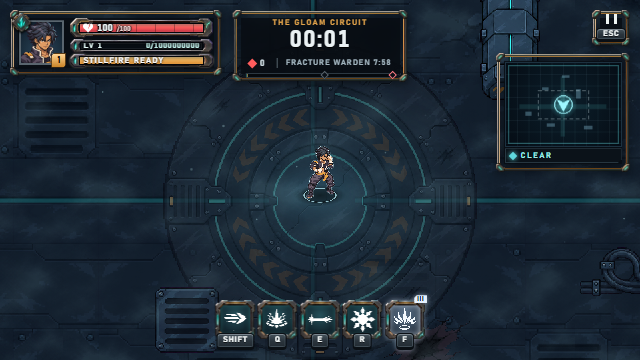 100/100
LV 1 0/1000000000
STILLFIRE READY
1
THE GLOAM CIRCUIT
00:01
0 | FRACTURE WARDEN 7:58
ESC
CLEAR
SHIFT Q E R F